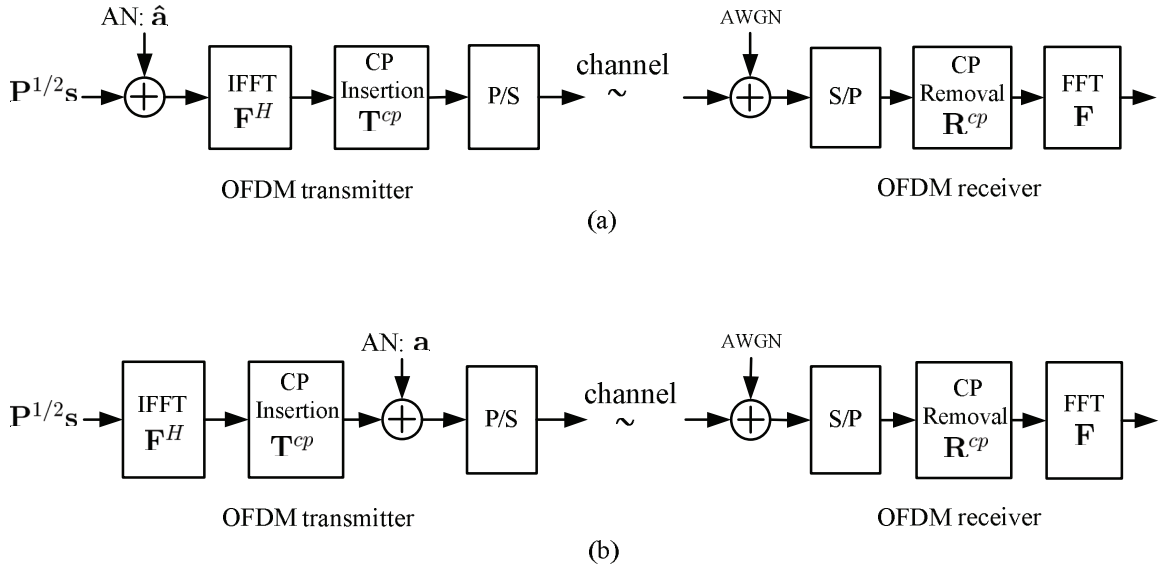 AN: â
P^{1/2}s
IFFT
F^H
CP
Insertion
T^{cp}
P/S
channel
~
AWGN
S/P
CP
Removal
R^{cp}
FFT
F
OFDM transmitter
OFDM receiver
(a)
AN: a
P^{1/2}s
IFFT
F^H
CP
Insertion
T^{cp}
P/S
channel
~
AWGN
S/P
CP
Removal
R^{cp}
FFT
F
OFDM transmitter
OFDM receiver
(b)